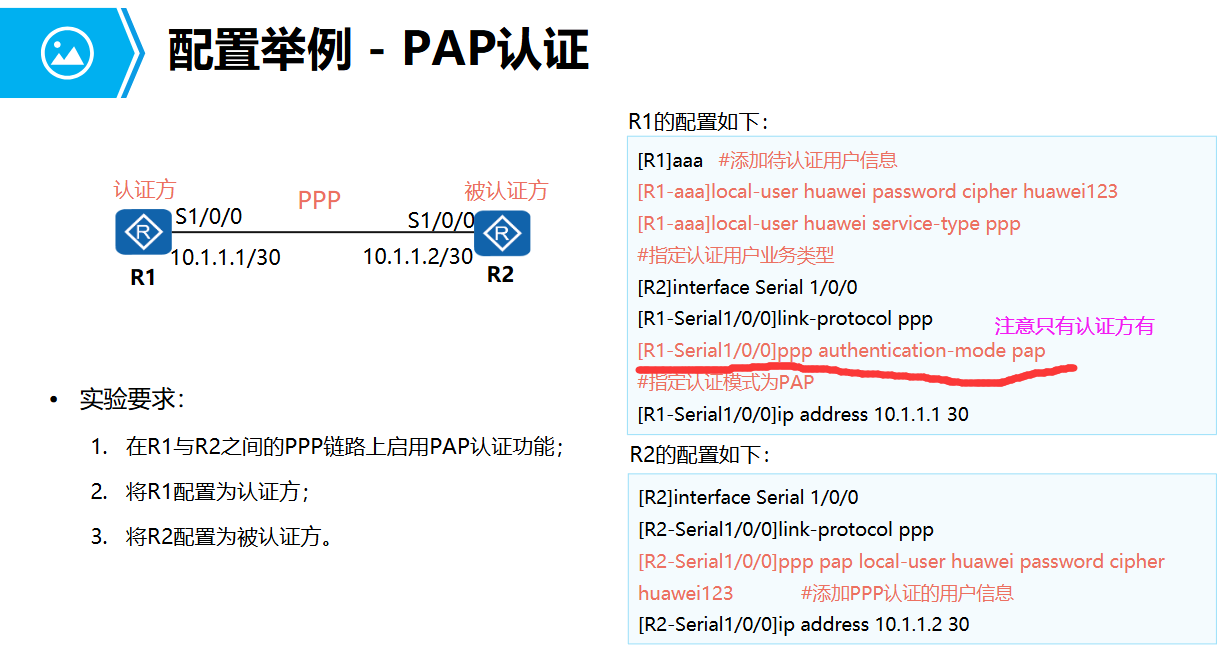 配置举例 - PAP认证
认证方
PPP
被认证方
S1/0/0
S1/0/0
10.1.1.1/30
10.1.1.2/30
R1
R2
• 实验要求：
1. 在R1与R2之间的PPP链路上启用PAP认证功能；
2. 将R1配置为认证方；
3. 将R2配置为被认证方。
R1的配置如下：
[R1]aaa #添加待认证用户信息
[R1-aaa]local-user huawei password cipher huawei123
[R1-aaa]local-user huawei service-type ppp
#指定认证用户业务类型
[R2]interface Serial 1/0/0
[R1-Serial1/0/0]link-protocol ppp
注意只有认证方有
[R1-Serial1/0/0]ppp authentication-mode pap
#指定认证模式为PAP
[R1-Serial1/0/0]ip address 10.1.1.1 30
R2的配置如下：
[R2]interface Serial 1/0/0
[R2-Serial1/0/0]link-protocol ppp
[R2-Serial1/0/0]ppp pap local-user huawei password cipher
huawei123 #添加PPP认证的用户信息
[R2-Serial1/0/0]ip address 10.1.1.2 30